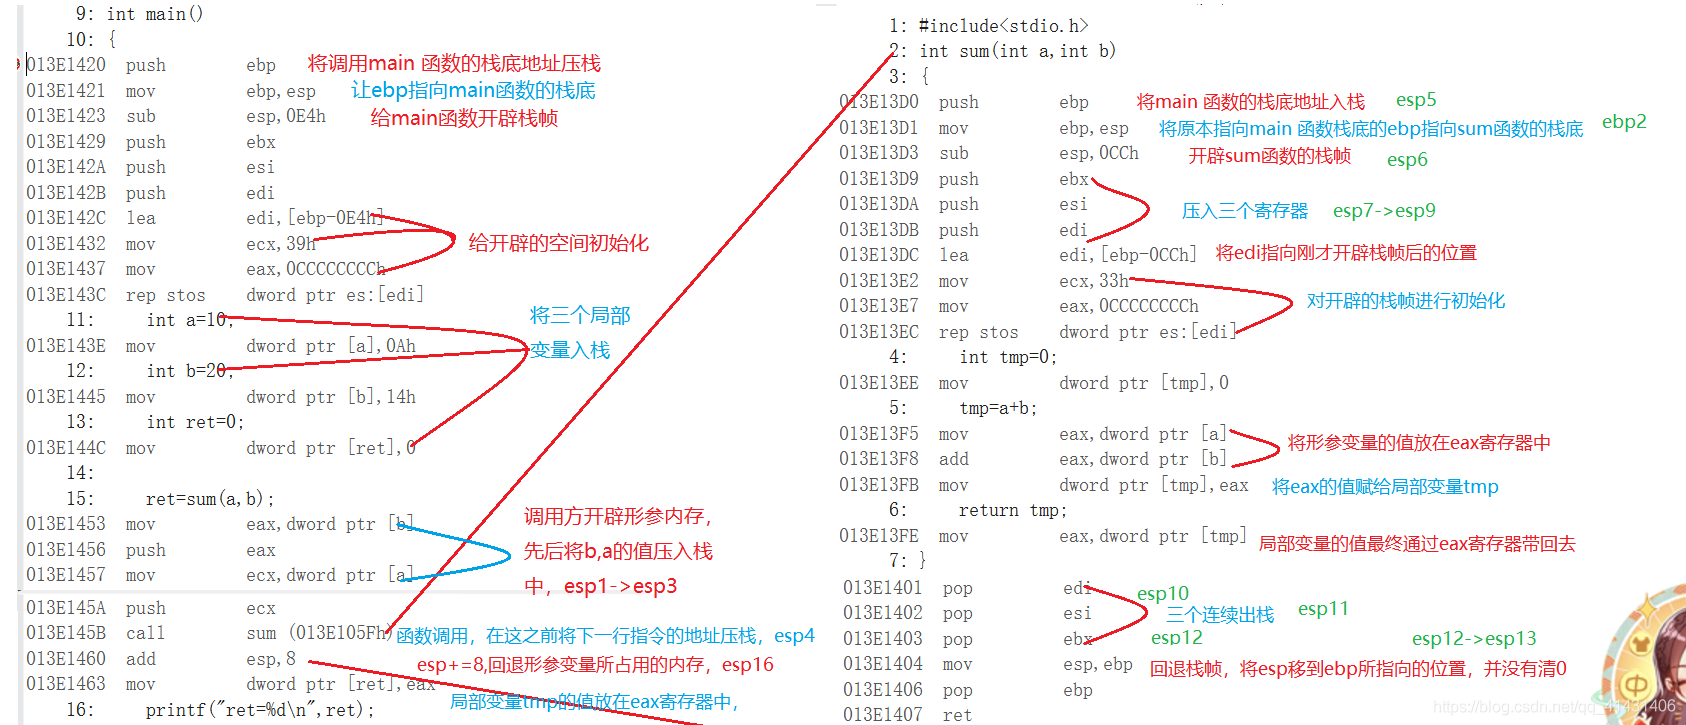 9: int main()
10: {
013E1420 push ebp 将调用main 函数的栈底地址压栈
013E1421 mov ebp,esp 让ebp指向main函数的栈底
013E1423 sub esp,0E4h 给main函数开辟栈帧
013E1429 push ebx
013E142A push esi
013E142B push edi
013E142C lea edi,[ebp-0E4h]
013E1432 mov ecx,39h 给开辟的空间初始化
013E1437 mov eax,0CCCCCCCCh
013E143C rep stos dword ptr es:[edi]
11: int a=10; 将三个局部
013E143E mov dword ptr [a],0Ah 变量入栈
12: int b=20;
013E1445 mov dword ptr [b],14h
13: int ret=0;
013E144C mov dword ptr [ret],0
14:
15: ret=sum(a,b);
013E1453 mov eax,dword ptr [b] 调用方开辟形参内存，
013E1456 push eax 先后将b,a的值压入栈
013E1457 mov ecx,dword ptr [a] 中，esp1->esp3
013E145A push ecx
013E145B call sum (013E105Fh) 函数调用，在这之前将下一行指令的地址压栈，esp4
013E1460 add esp,8 esp+=8,回退形参变量所占用的内存，esp16
013E1463 mov dword ptr [ret],eax 局部变量tmp的值放在eax寄存器中，
16: printf("ret=%d\n",ret);
1: #include<stdio.h>
2: int sum(int a,int b)
3: {
013E13D0 push ebp 将main 函数的栈底地址入栈 esp5
013E13D1 mov ebp,esp 将原本指向main 函数栈底的ebp指向sum函数的栈底 ebp2
013E13D3 sub esp,0CCh 开辟sum函数的栈帧 esp6
013E13D9 push ebx
013E13DA push esi 压入三个寄存器 esp7->esp9
013E13DB push edi
013E13DC lea edi,[ebp-0CCh] 将edi指向刚才开辟栈帧后的位置
013E13E2 mov ecx,33h
013E13E7 mov eax,0CCCCCCCCh 对开辟的栈帧进行初始化
013E13EC rep stos dword ptr es:[edi]
4: int tmp=0;
013E13EE mov dword ptr [tmp],0
5: tmp=a+b;
013E13F5 mov eax,dword ptr [a] 将形参变量的值放在eax寄存器中
013E13F8 add eax,dword ptr [b]
013E13FB mov dword ptr [tmp],eax 将eax的值赋给局部变量tmp
6: return tmp;
013E13FE mov eax,dword ptr [tmp] 局部变量的值最终通过eax寄存器带回去
7: }
013E1401 pop edi esp10
013E1402 pop esi 三个连续出栈 esp11
013E1403 pop ebx esp12 esp12->esp13
013E1404 mov esp,ebp 回退栈帧，将esp移到ebp所指向的位置，并没有清0
013E1406 pop ebp
013E1407 ret
中
https://blog.csdn.net/qq_41431406